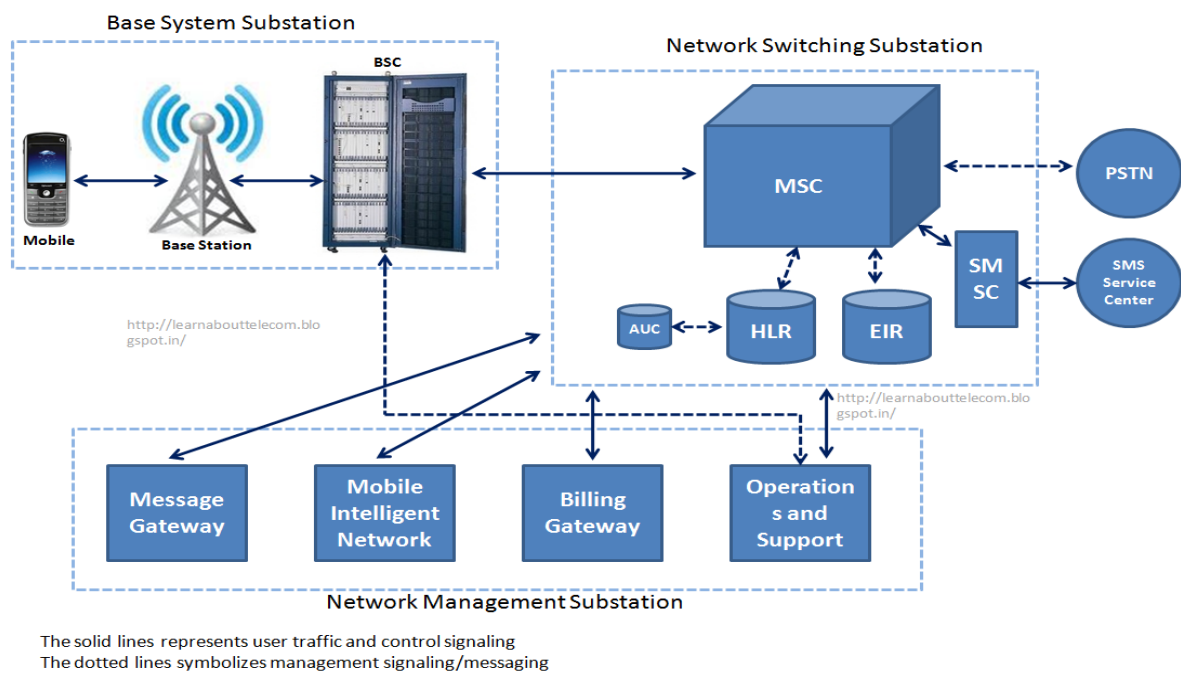 Base System Substation
Network Switching Substation
BSC
Mobile
Base Station
MSC
PSTN
SM
SC
SMS
Service
Center
AUC
HLR
EIR
http://learnabouttelecom.blo
gspot.in/
http://learnabouttelecom.blo
gspot.in/
Message
Gateway
Mobile
Intelligent
Network
Billing
Gateway
Operation
s and
Support
Network Management Substation
The solid lines represents user traffic and control signaling
The dotted lines symbolizes management signaling/messaging